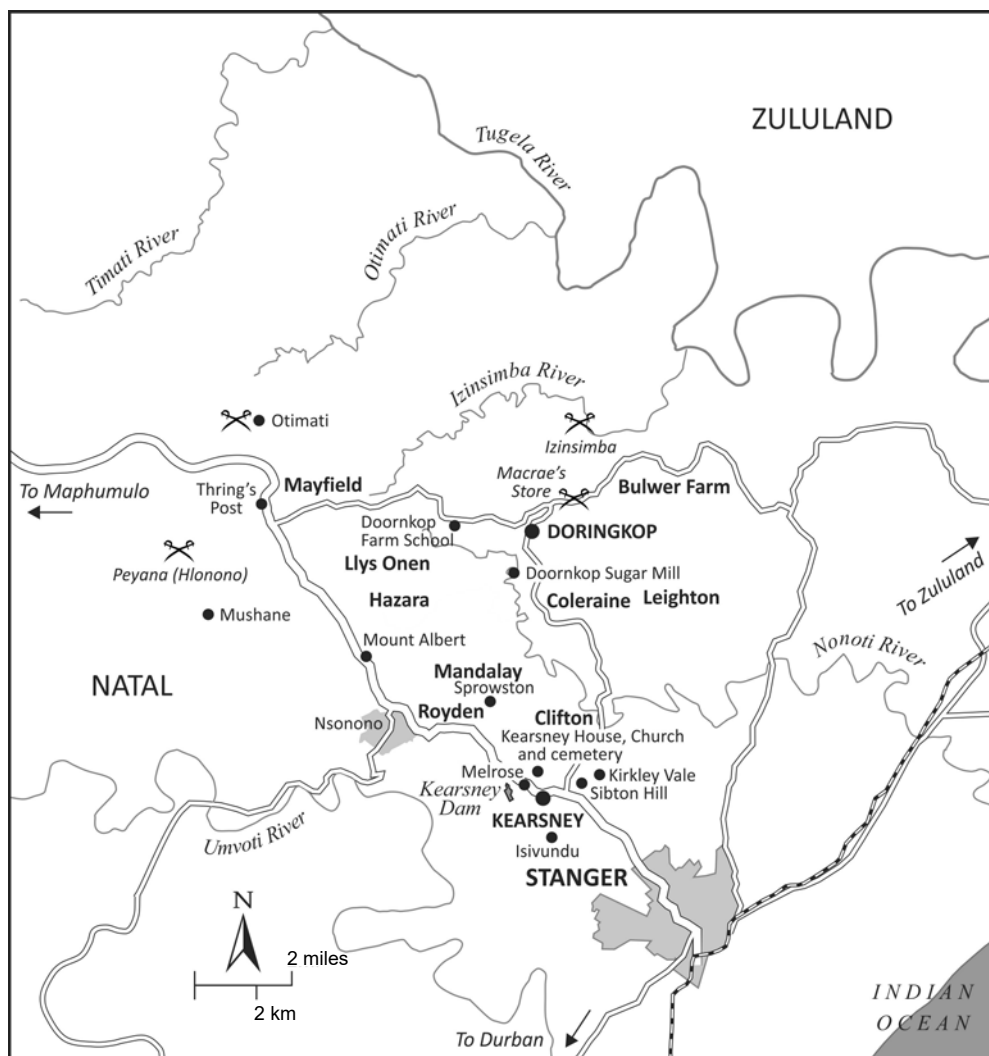 ZULULAND
Tugela River
Otimati River
Timati River
Izinsimba River
Otimati
Izinsimba
Macrae's
Store
Mayfield
Bulwer Farm
To Maphumulo
Thring's
Post
Doornkop
Farm School
DORINGKOP
Peyana (Hlonono)
Llys Onen
Doornkop Sugar Mill
Hazara
Coleraine
Leighton
To Zululand
Mushane
Mount Albert
Nonoti River
NATAL
Mandalay
Sprowston
Royden
Clifton
Nsonono
Kearsney House, Church
and cemetery
Melrose
Kirkley Vale
Kearsney
Dam
Sibton Hill
KEARSNEY
Umvoti River
Isivundu
STANGER
N
2 miles
2 km
To Durban
INDIAN
OCEAN